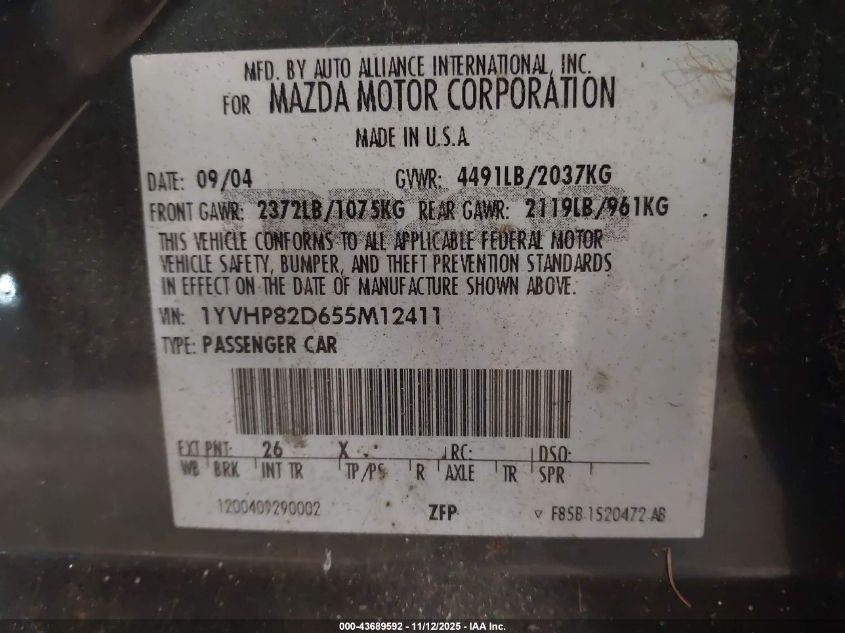 MFD. BY AUTO ALLIANCE INTERNATIONAL, INC.
FOR MAZDA MOTOR CORPORATION
MADE IN U.S.A
DATE: 09/04 GVWR: 4491LB/2037KG
FRONT GAWR: 2372LB/1075KG REAR GAWR: 2119LB/961KG
THIS VEHICLE CONFORMS TO ALL APPLICABLE FEDERAL MOTOR
VEHICLE SAFETY, BUMPER, AND THEFT PREVENTION STANDARDS
IN EFFECT ON THE DATE OF MANUFACTURE SHOWN ABOVE.
VIN: 1YVHP82D655M12411
TYPE: PASSENGER CAR
EXT PNT: 26 X RC: DSO:
WB BRK INT TR TP/PS R AXLE TR SPR
1200409290002 ZFP ▽ F85B-1520472-AB
000-43689592 - 11/12/2025 - IAA Inc.